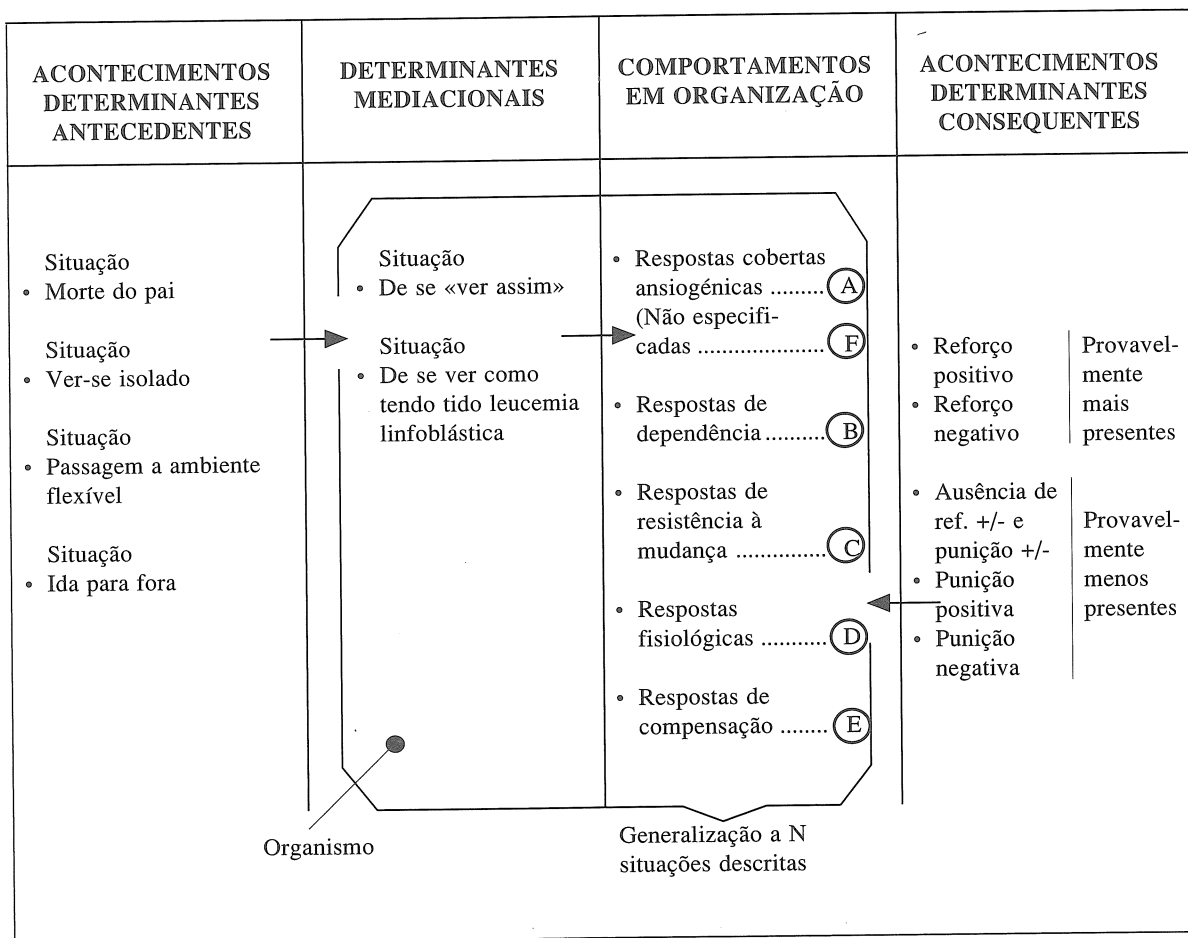 ACONTECIMENTOS
DETERMINANTES
ANTECEDENTES
DETERMINANTES
MEDIACIONAIS
COMPORTAMENTOS
EM ORGANIZAÇÃO
ACONTECIMENTOS
DETERMINANTES
CONSEQUENTES
Situação
• Morte do pai
Situação
• Ver-se isolado
Situação
• Passagem a ambiente
flexível
Situação
• Ida para fora
Situação
• De se «ver assim»
Situação
• De se ver como
tendo tido leucemia
linfoblástica
Organismo
• Respostas cobertas
ansiogénicas ......... A
(Não especifi-
cadas .................... F
• Respostas de
dependência .......... B
• Respostas de
resistência à
mudança .............. C
• Respostas
fisiológicas ........... D
• Respostas de
compensação ........ E
Generalização a N
situações descritas
• Reforço
positivo
• Reforço
negativo
Provavel-
mente
mais
presentes
• Ausência de
ref. +/- e
punição +/-
• Punição
positiva
• Punição
negativa
Provavel-
mente
menos
presentes